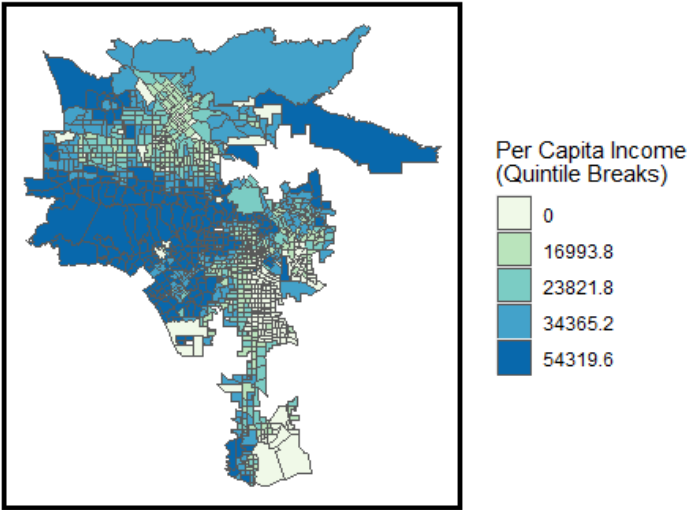 Per Capita Income
(Quintile Breaks)
0
16993.8
23821.8
34365.2
54319.6